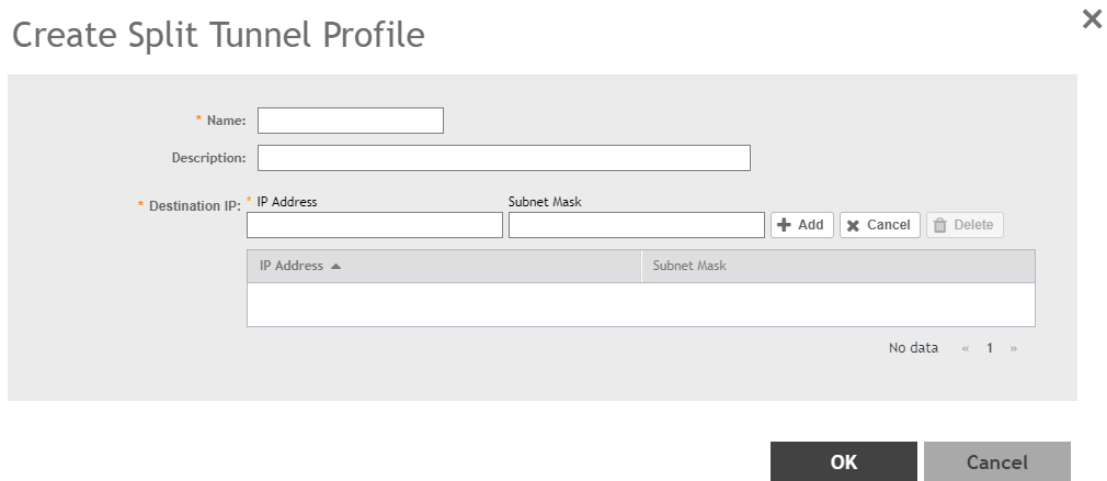 Create Split Tunnel Profile
* Name:
Description:
* Destination IP: * IP Address Subnet Mask
+ Add × Cancel Delete
IP Address ▲ Subnet Mask
No data « 1 »
OK Cancel